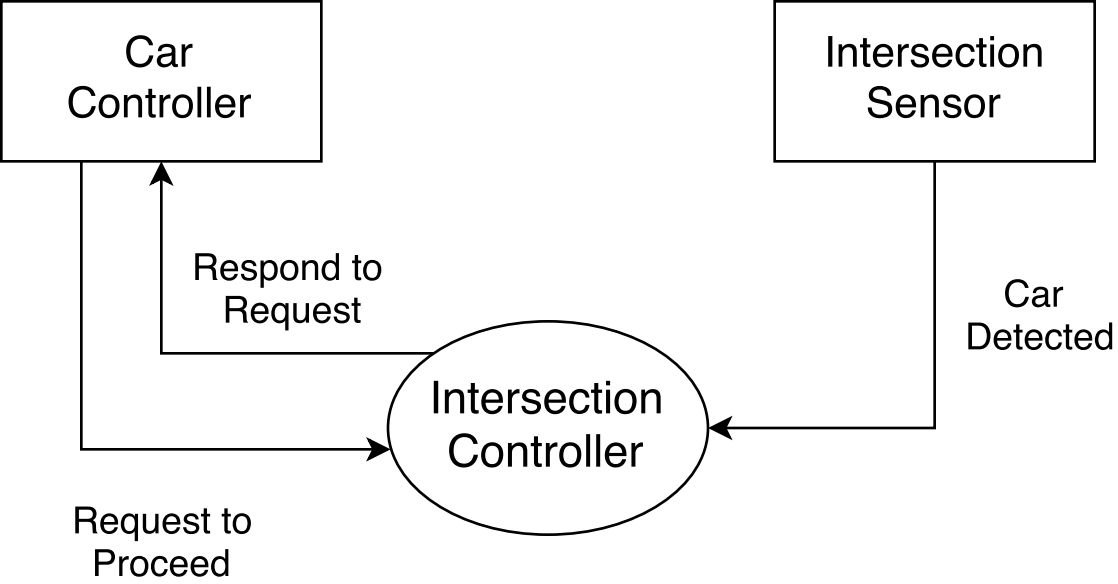 Car
Controller
Intersection
Sensor
Respond to
Request
Car
Detected
Intersection
Controller
Request to
Proceed